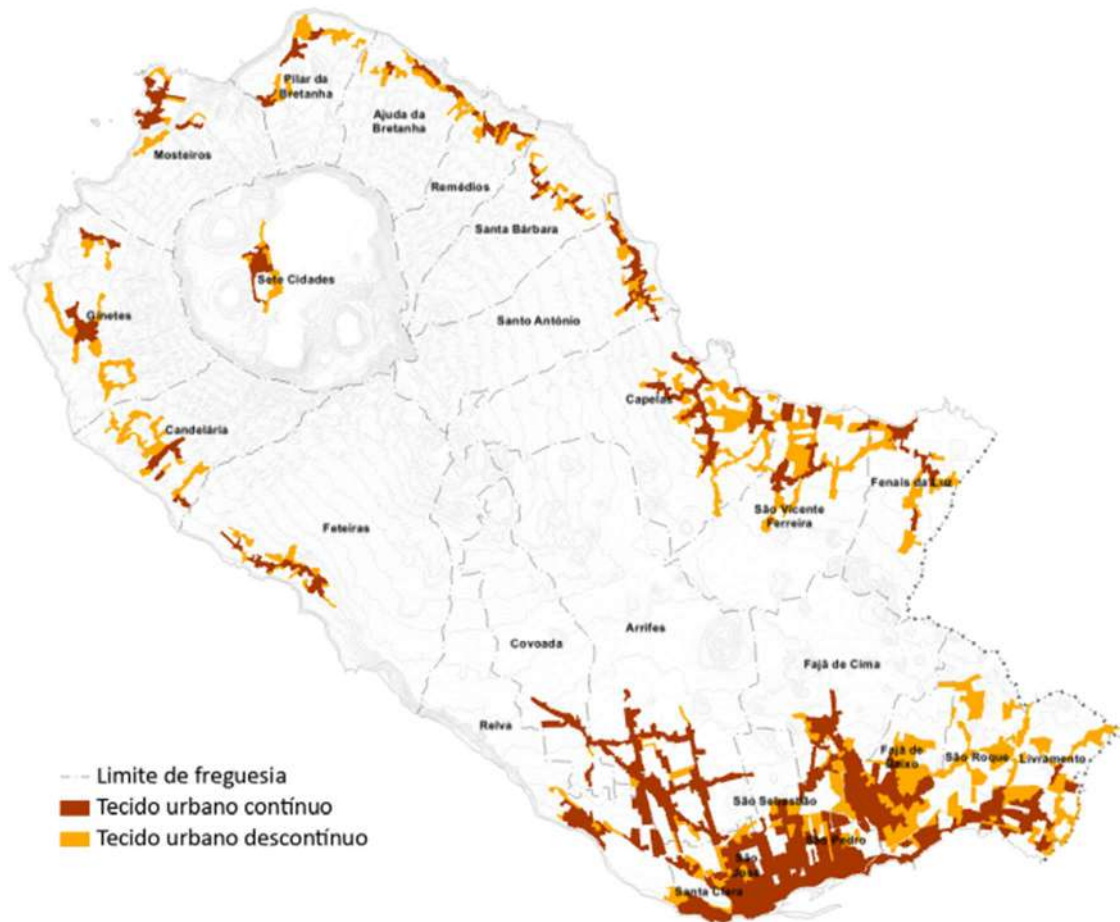 Pilar da
Bretanha
Ajuda da
Bretanha
Mosteiros
Remédios
Santa Bárbara
Sete Cidades
Ginetes
Santo António
Capelas
Candelária
Fenais da Luz
São Vicente
Ferreira
Feteiras
Covoada
Arrifes
Fajã de Cima
Relva
Fajã de
Baixo
São Roque
Livramento
São Sebastião
São Pedro
São
José
Santa Clara
Limite de freguesia
Tecido urbano contínuo
Tecido urbano descontínuo